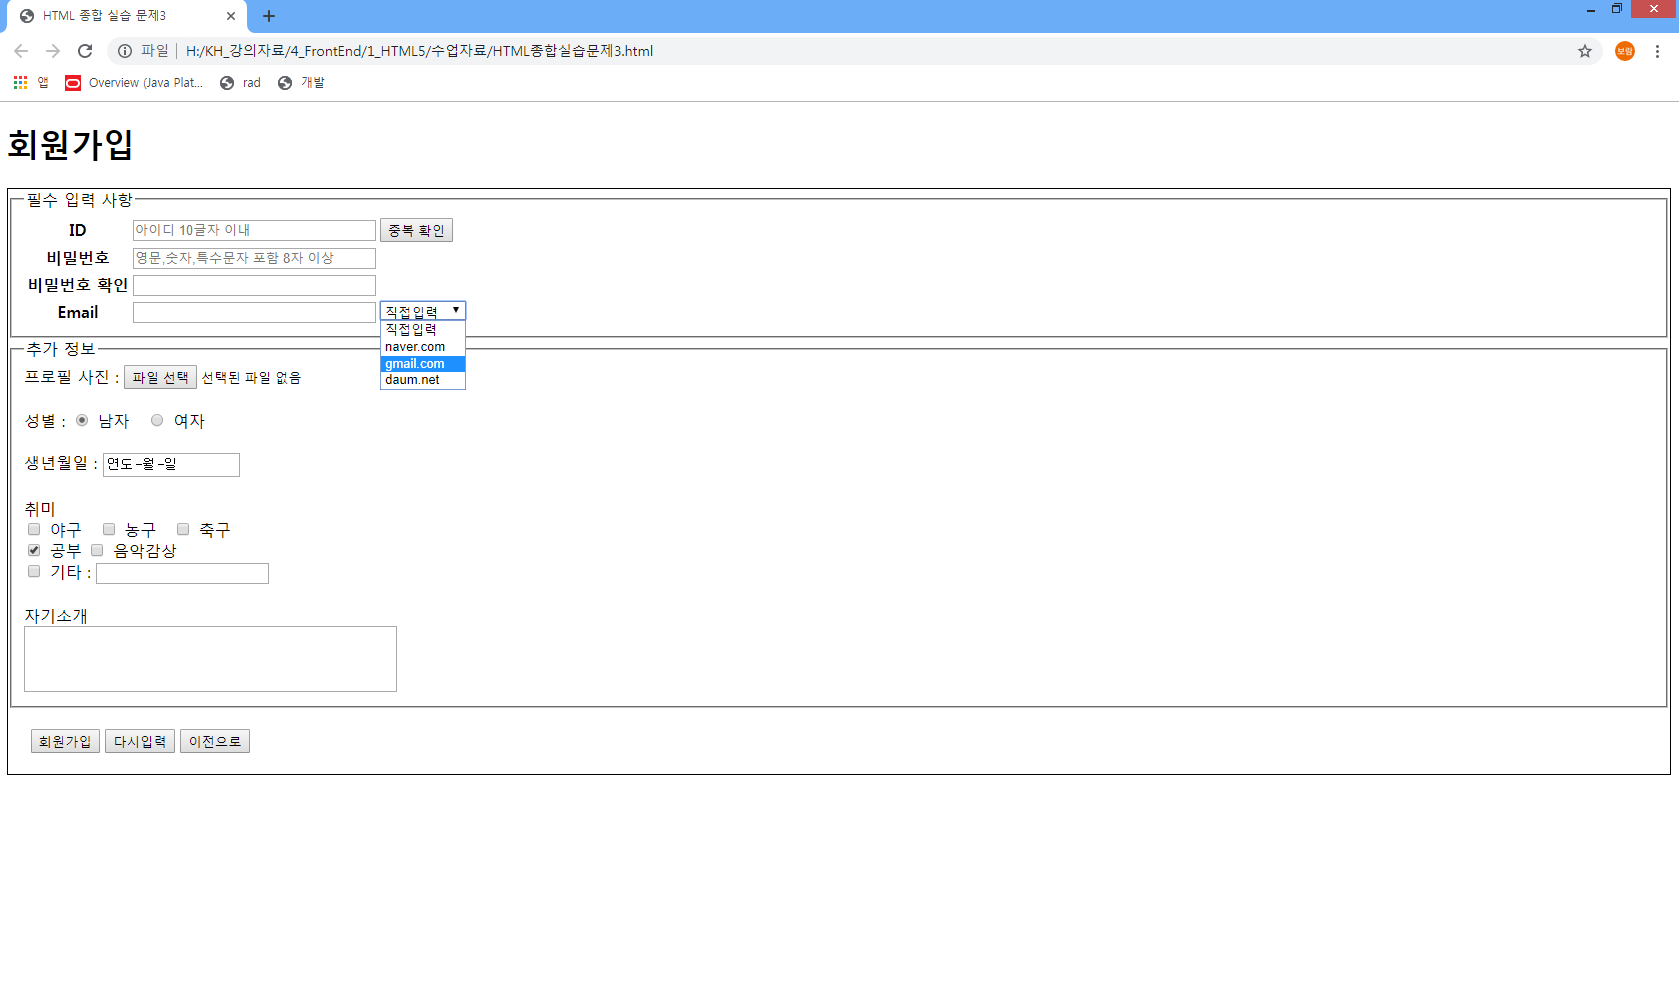 HTML 종합 실습 문제3
파일 | H:/KH_강의자료/4_FrontEnd/1_HTML5/수업자료/HTML종합실습문제3.html
보람
앱 Overview (Java Plat... rad 개발
회원가입
필수 입력 사항
ID 아이디 10글자 이내 중복 확인
비밀번호 영문,숫자,특수문자 포함 8자 이상
비밀번호 확인
Email 직접입력
직접입력
naver.com
gmail.com
daum.net
추가 정보
프로필 사진 : 파일 선택 선택된 파일 없음
성별 : 남자 여자
생년월일 : 연도-월-일
취미
야구 농구 축구
공부 음악감상
기타 :
자기소개
회원가입 다시입력 이전으로